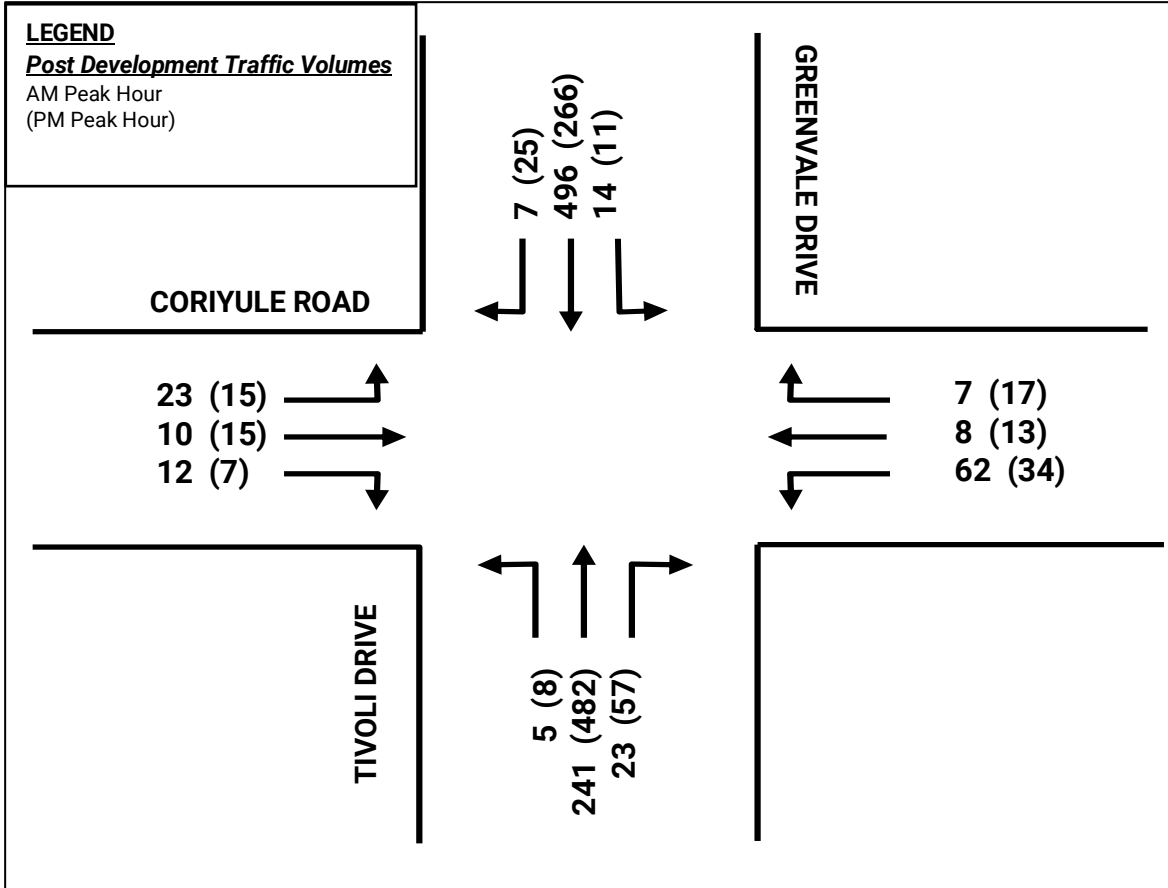 LEGEND
Post Development Traffic Volumes
AM Peak Hour
(PM Peak Hour)
7 (25)
496 (266)
14 (11)
GREENVALE DRIVE
CORIYULE ROAD
23 (15)
10 (15)
12 (7)
7 (17)
8 (13)
62 (34)
TIVOLI DRIVE
5 (8)
241 (482)
23 (57)